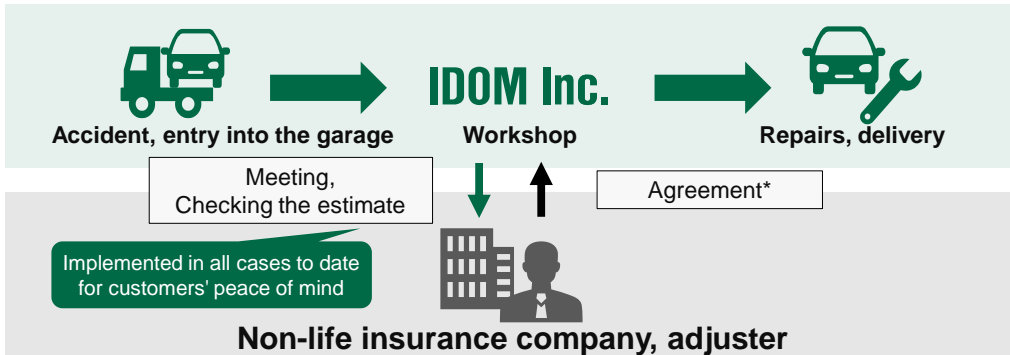 IDOM Inc.
Accident, entry into the garage
Workshop
Repairs, delivery
Meeting,
Checking the estimate
Agreement*
Implemented in all cases to date
for customers' peace of mind
Non-life insurance company, adjuster